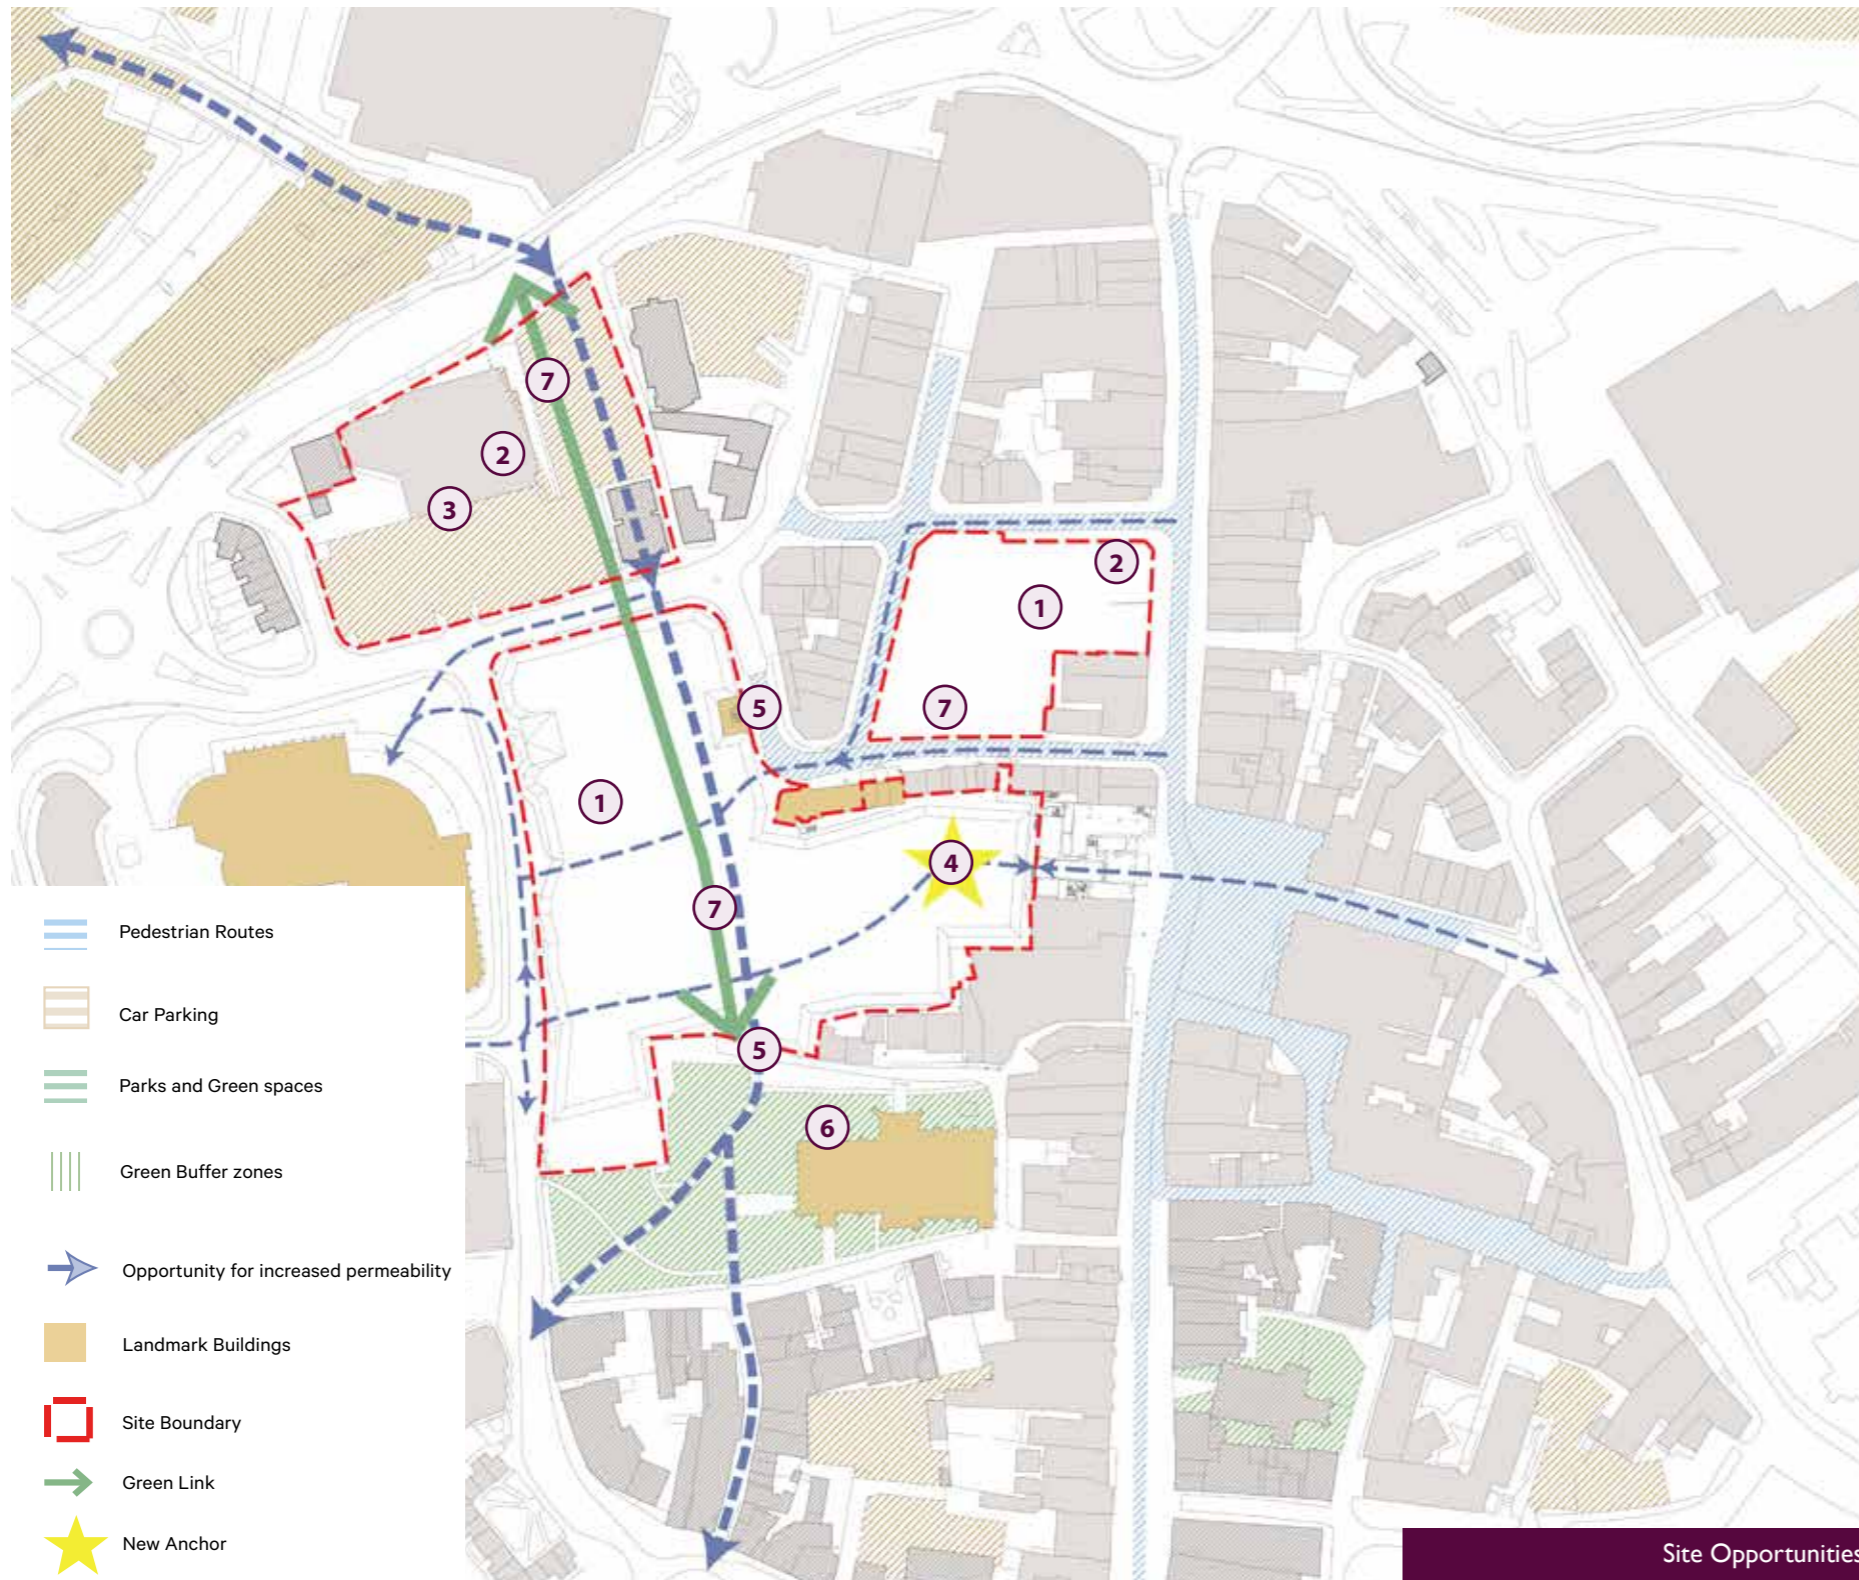 7
2
3
2
1
5
7
1
4
7
5
6
Pedestrian Routes
Car Parking
Parks and Green spaces
Green Buffer zones
Opportunity for increased permeability
Landmark Buildings
Site Boundary
Green Link
New Anchor
Site Opportunities